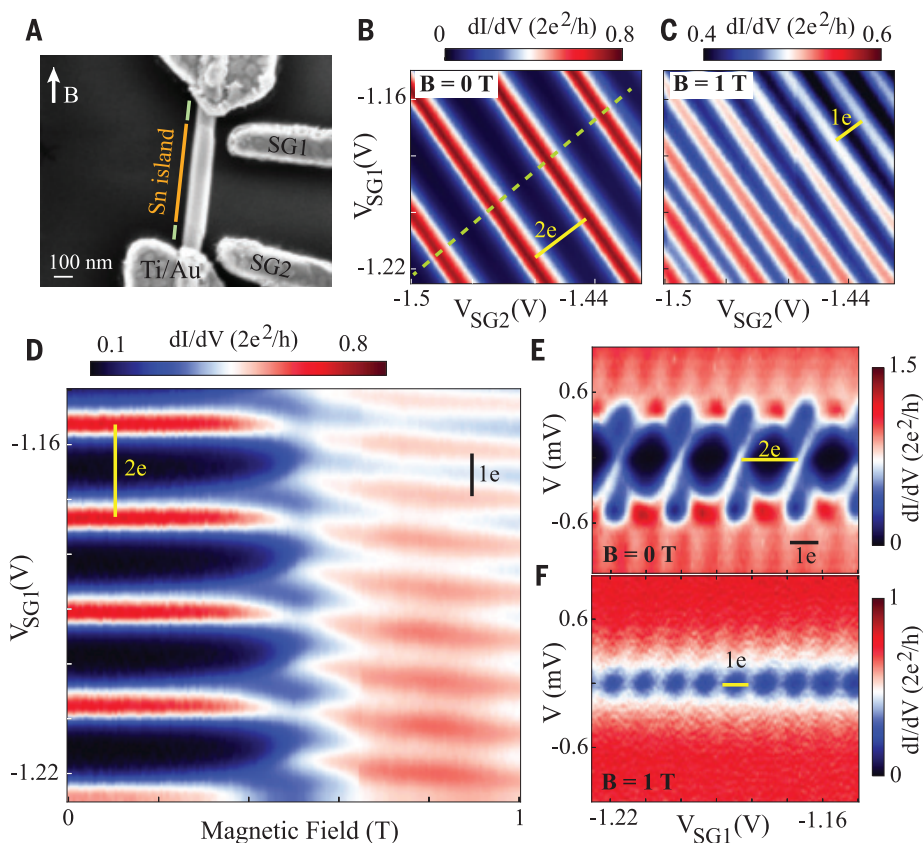 A
B
Sn island
SG1
SG2
Ti/Au
100 nm
B
dI/dV (2e²/h)
0 0.8
B = 0 T
2e
-1.16
V_SG1(V)
-1.22
-1.5 -1.44
V_SG2(V)
C
dI/dV (2e²/h)
0.4 0.6
B = 1 T
1e
-1.5 -1.44
V_SG2(V)
D
dI/dV (2e²/h)
0.1 0.8
-1.16
2e
1e
V_SG1(V)
-1.22
0 1
Magnetic Field (T)
E
0.6
V (mV)
-0.6
2e
1e
B = 0 T
1.5
dI/dV (2e²/h)
0
F
0.6
V (mV)
-0.6
1e
B = 1 T
1
dI/dV (2e²/h)
0
-1.22 -1.16
V_SG1(V)